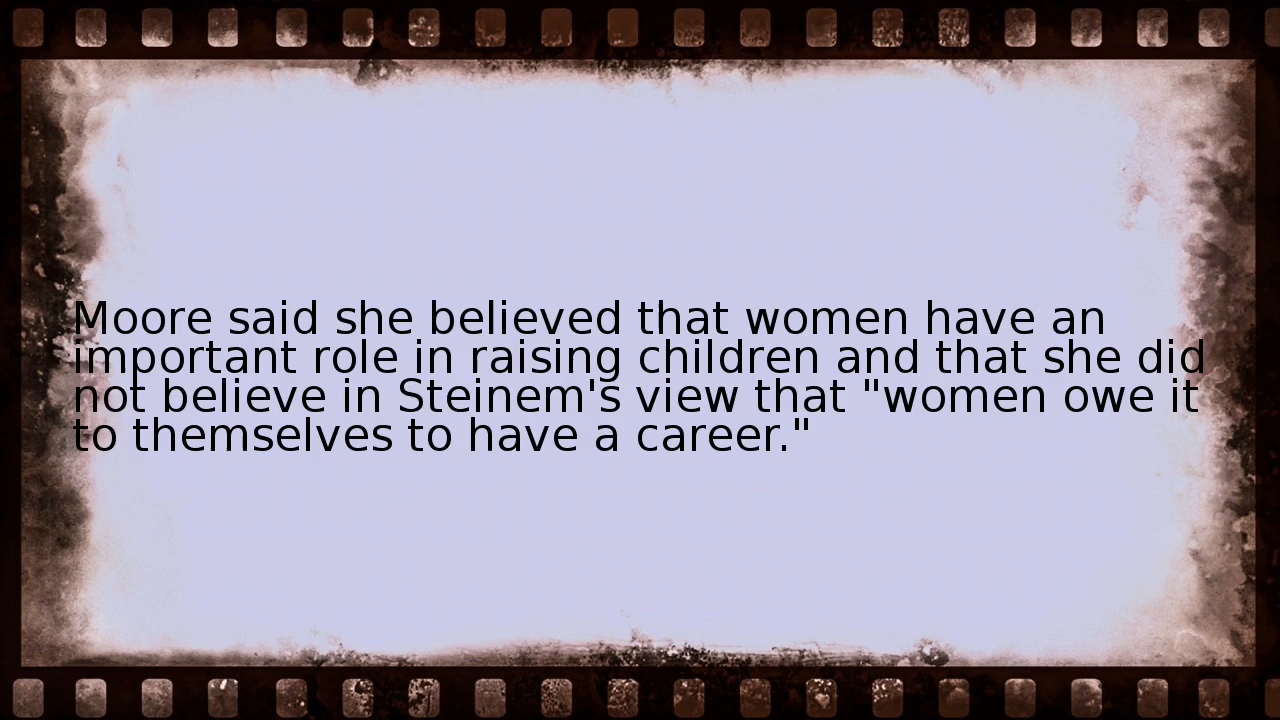 Moore said she believed that women have an
important role in raising children and that she did
not believe in Steinem's view that "women owe it
to themselves to have a career."